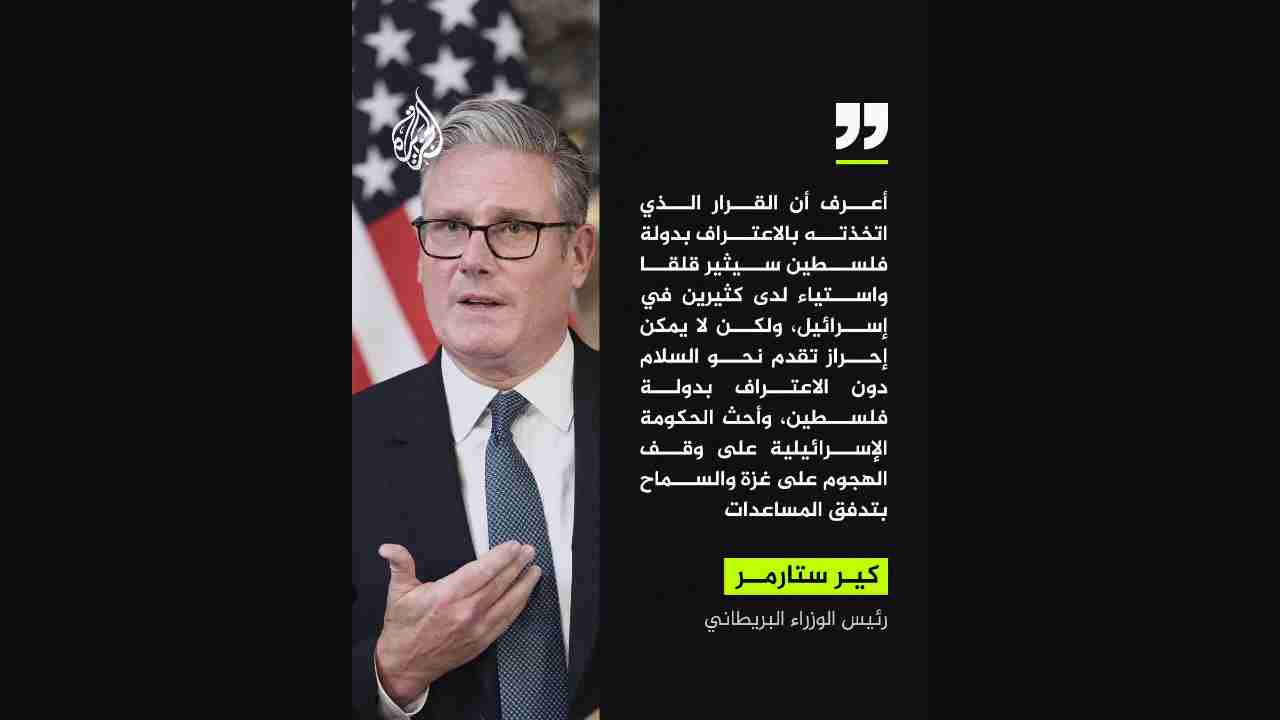 الجزيرة
أعرف أن القرار الذي
اتخذته بالاعتراف بدولة
فلسطين سيثير قلقا
واستياء لدى كثيرين في
إسرائيل، ولكن لا يمكن
إحراز تقدم نحو السلام
دون الاعتراف بدولة
فلسطين، وأحث الحكومة
الإسرائيلية على وقف
الهجوم على غزة والسماح
بتدفق المساعدات
كير ستارمر
رئيس الوزراء البريطاني